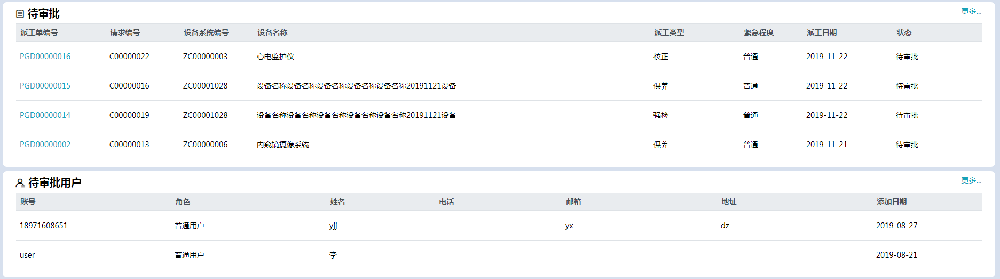 待审批 更多...
派工单编号 请求编号 设备系统编号 设备名称 派工类型 紧急程度 派工日期 状态
PGD00000016 C00000022 ZC00000003 心电监护仪 校正 普通 2019-11-22 待审批
PGD00000015 C00000016 ZC00001028 设备名称设备名称设备名称设备名称设备名称20191121设备 保养 普通 2019-11-22 待审批
PGD00000014 C00000019 ZC00001028 设备名称设备名称设备名称设备名称设备名称20191121设备 强检 普通 2019-11-22 待审批
PGD00000002 C00000013 ZC00000006 内窥镜摄像系统 保养 普通 2019-11-21 待审批
待审批用户 更多...
账号 角色 姓名 电话 邮箱 地址 添加日期
18971608651 普通用户 yjj yx dz 2019-08-27
user 普通用户 李 2019-08-21